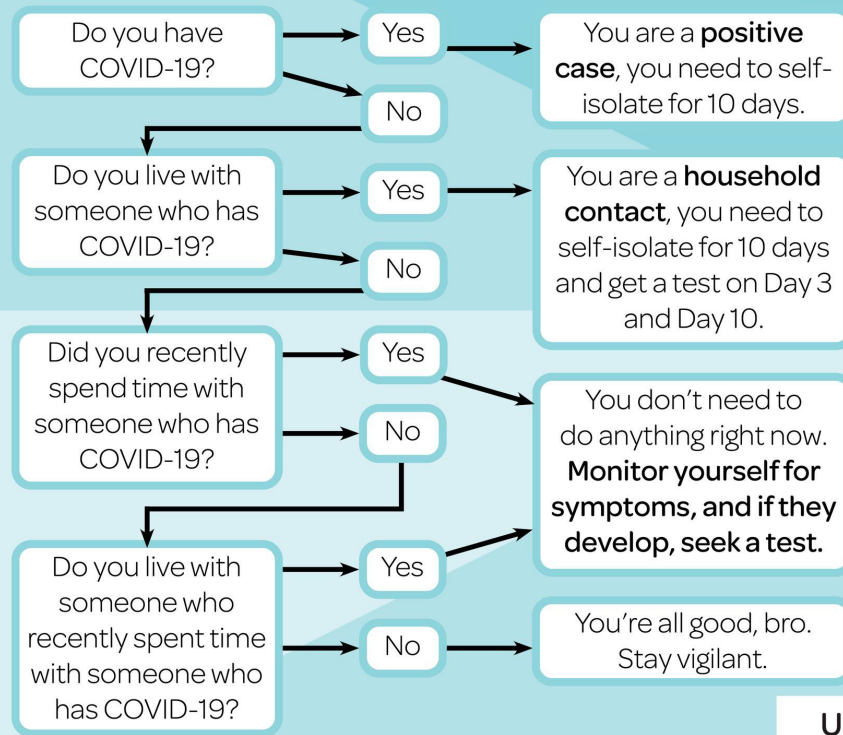 Do you have
COVID-19?
Yes
You are a positive
case, you need to self-
isolate for 10 days.
No
Do you live with
someone who has
COVID-19?
Yes
You are a household
contact, you need to
self-isolate for 10 days
and get a test on Day 3
and Day 10.
No
Did you recently
spend time with
someone who has
COVID-19?
Yes
No
You don't need to
do anything right now.
Monitor yourself for
symptoms, and if they
develop, seek a test.
Do you live with
someone who
recently spent time
with someone who
has COVID-19?
Yes
No
You're all good, bro.
Stay vigilant.
U